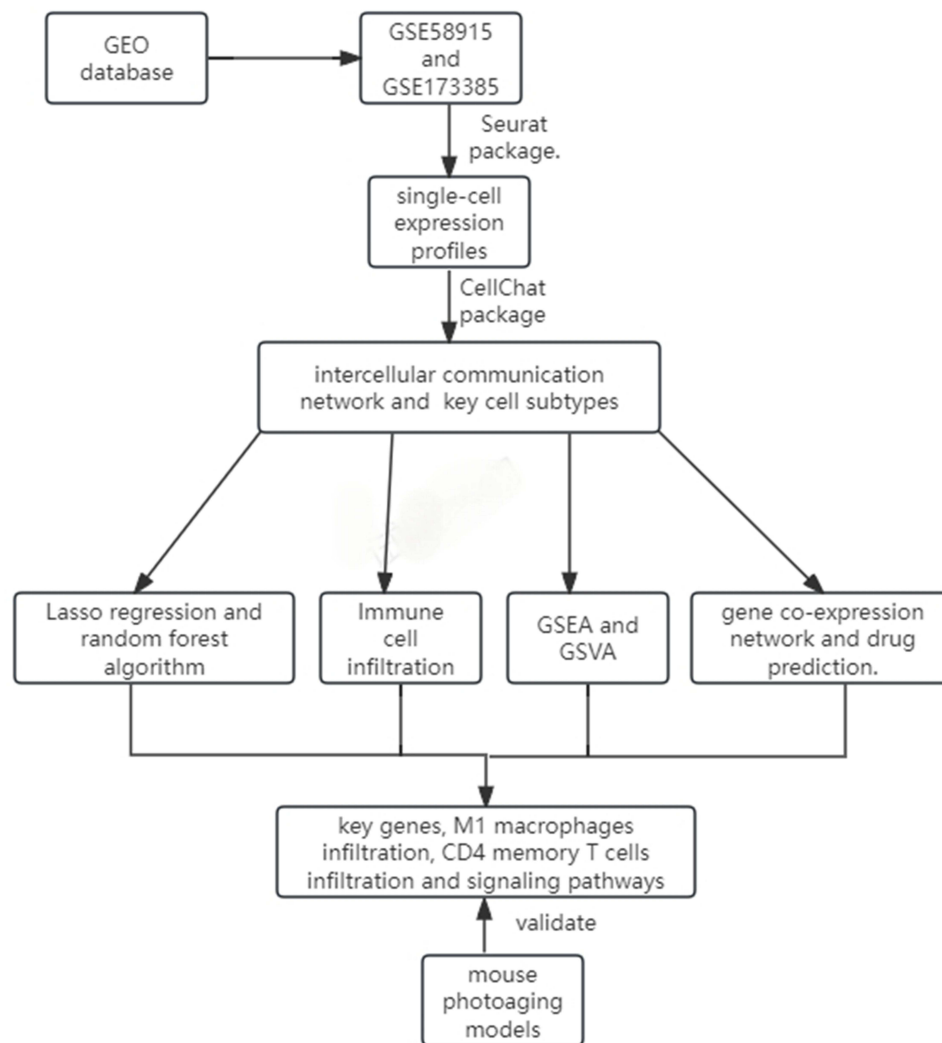 GEO
database
GSE58915
and
GSE173385
Seurat
package.
single-cell
expression
profiles
CellChat
package
intercellular communication
network and  key cell subtypes
Lasso regression and
random forest
algorithm
Immune
cell
infiltration
GSEA and
GSVA
gene co-expression
network and drug
prediction.
key genes, M1 macrophages
infiltration, CD4 memory T cells
infiltration and signaling pathways
validate
mouse
photoaging
models